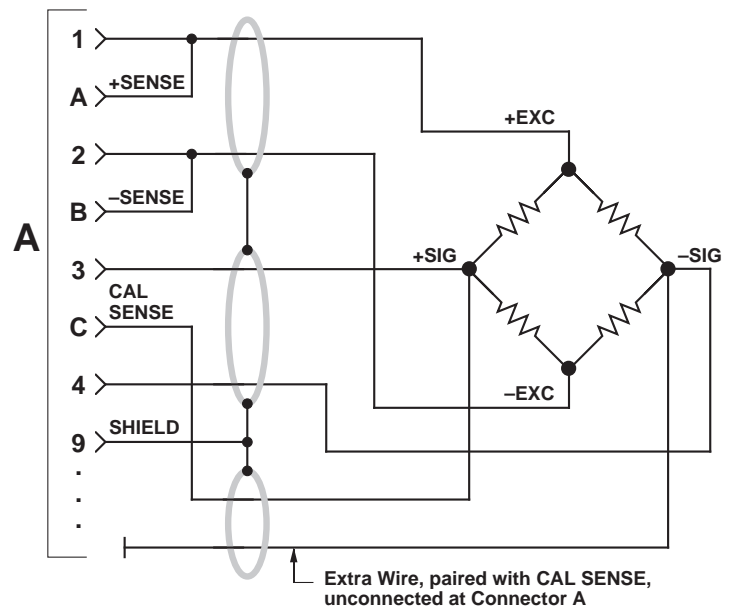 1
+SENSE
A
+EXC
2
–SENSE
B
A
+SIG
–SIG
3
CAL
SENSE
C
4
–EXC
SHIELD
9
.
.
.
Extra Wire, paired with CAL SENSE,
unconnected at Connector A